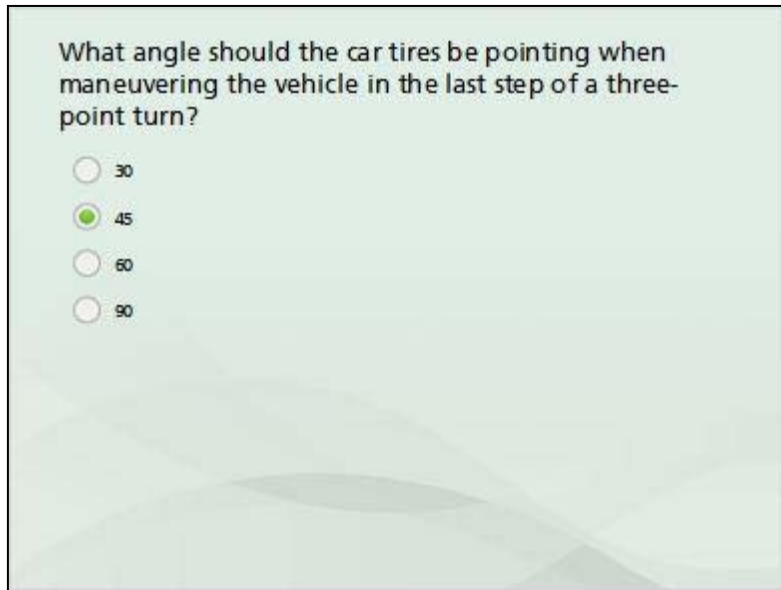 What angle should the car tires be pointing when
maneuvering the vehicle in the last step of a three-
point turn?
30
45
60
90